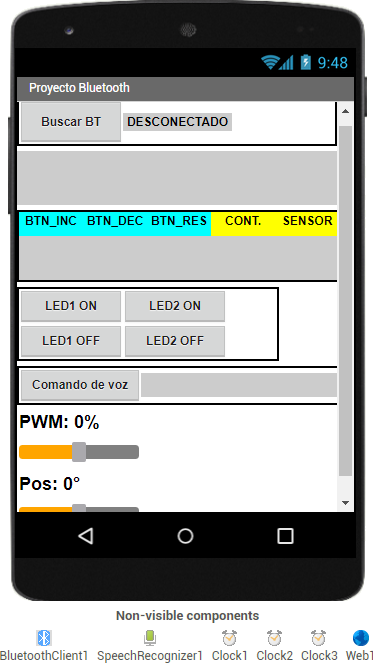 9:48
Proyecto Bluetooth
Buscar BT DESCONECTADO
BTN_INC BTN_DEC BTN_RES CONT. SENSOR
LED1 ON LED2 ON
LED1 OFF LED2 OFF
Comando de voz
PWM: 0%
Pos: 0°
Non-visible components
BluetoothClient1 SpeechRecognizer1 Clock1 Clock2 Clock3 Web1